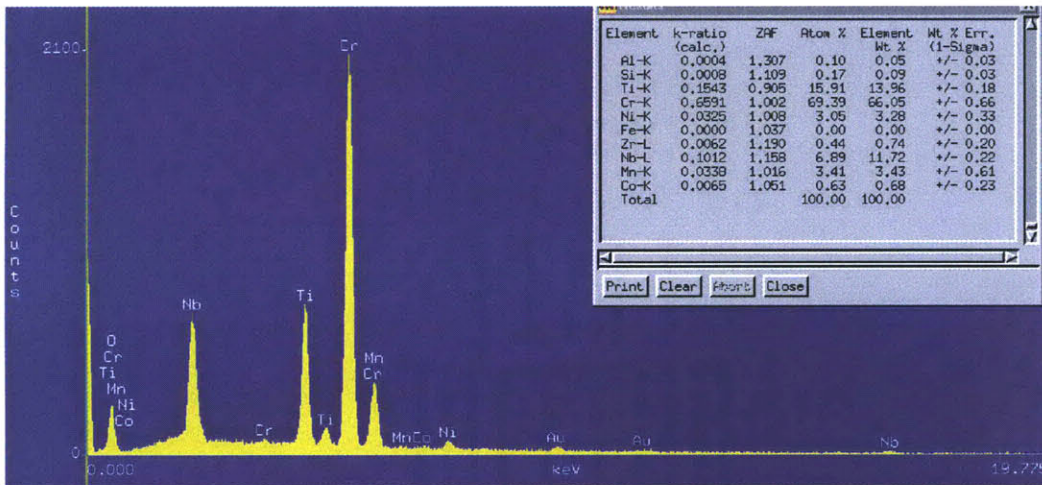 Element k-ratio ZAF Atom % Element Wt % Err.
(calc.) Wt % (1-Sigma)
Al-K 0.0004 1.307 0.10 0.05 +/- 0.03
Si-K 0.0008 1.109 0.17 0.09 +/- 0.03
Ti-K 0.1543 0.905 15.91 13.96 +/- 0.18
Cr-K 0.6591 1.002 69.39 66.05 +/- 0.66
Ni-K 0.0325 1.008 3.05 3.28 +/- 0.33
Fe-K 0.0000 1.037 0.00 0.00 +/- 0.00
Zr-L 0.0062 1.190 0.44 0.74 +/- 0.20
Nb-L 0.1012 1.158 6.89 11.72 +/- 0.22
Mn-K 0.0338 1.016 3.41 3.43 +/- 0.61
Co-K 0.0065 1.051 0.63 0.68 +/- 0.23
Total 100.00 100.00
Print Clear Abort Close
2100
Cr
Counts
Nb
Ti
O
Cr
Ti
Mn
Ni
Co
Cr
Ti
Mn
Cr
MnCo
Ni
Au
Au
Nb
0
0.000
keV